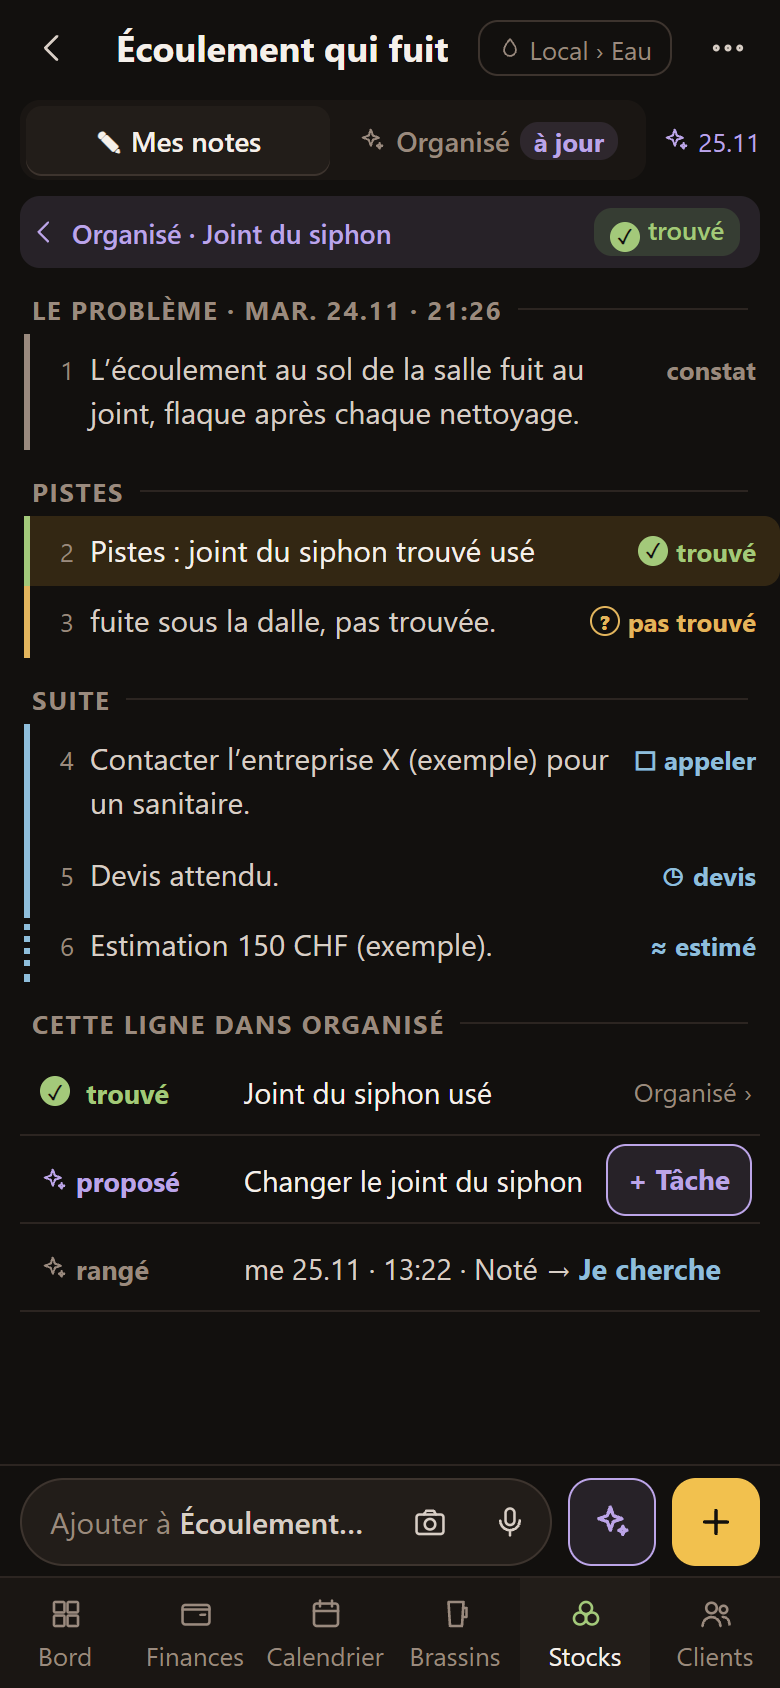 Écoulement qui fuit
Local › Eau
Mes notes
Organisé à jour
25.11
Organisé · Joint du siphon
✓ trouvé
LE PROBLÈME · MAR. 24.11 · 21:26
1 L’écoulement au sol de la salle fuit au constat
joint, flaque après chaque nettoyage.
PISTES
2 Pistes : joint du siphon trouvé usé ✓ trouvé
3 fuite sous la dalle, pas trouvée. ? pas trouvé
SUITE
4 Contacter l’entreprise X (exemple) pour appeler
un sanitaire.
5 Devis attendu. devis
6 Estimation 150 CHF (exemple). ≈ estimé
CETTE LIGNE DANS ORGANISÉ
✓ trouvé Joint du siphon usé Organisé ›
proposé Changer le joint du siphon + Tâche
rangé me 25.11 · 13:22 · Noté → Je cherche
Ajouter à Écoulement...
Bord
Finances
Calendrier
Brassins
Stocks
Clients